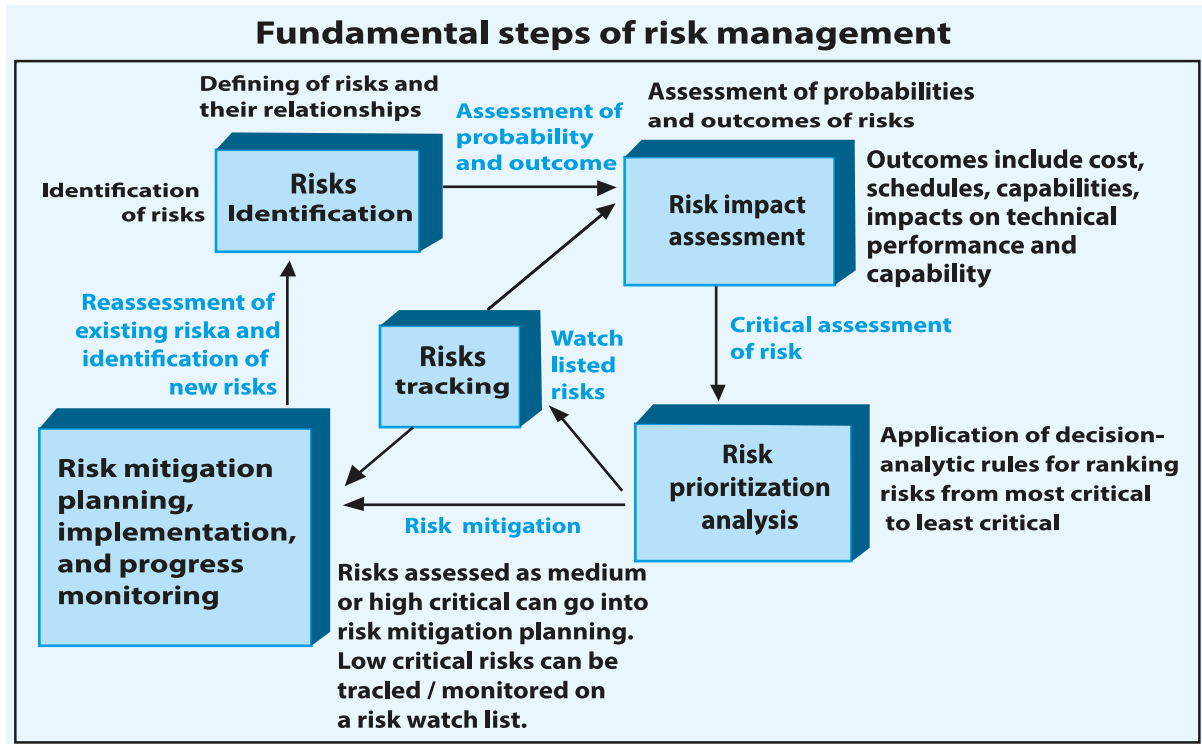 Fundamental steps of risk management
Defining of risks and
their relationships
Assessment of
probability
and outcome
Assessment of probabilities
and outcomes of risks
Identification
of risks
Risks
Identification
Risk impact
assessment
Outcomes include cost,
schedules, capabilities,
impacts on technical
performance and
capability
Reassessment of
existing riska and
identification of
new risks
Risks
tracking
Watch
listed
risks
Critical assessment
of risk
Risk mitigation
planning,
implementation,
and progress
monitoring
Risk mitigation
Risk
prioritization
analysis
Application of decision-
analytic rules for ranking
risks from most critical
to least critical
Risks assessed as medium
or high critical can go into
risk mitigation planning.
Low critical risks can be
tracled / monitored on
a risk watch list.